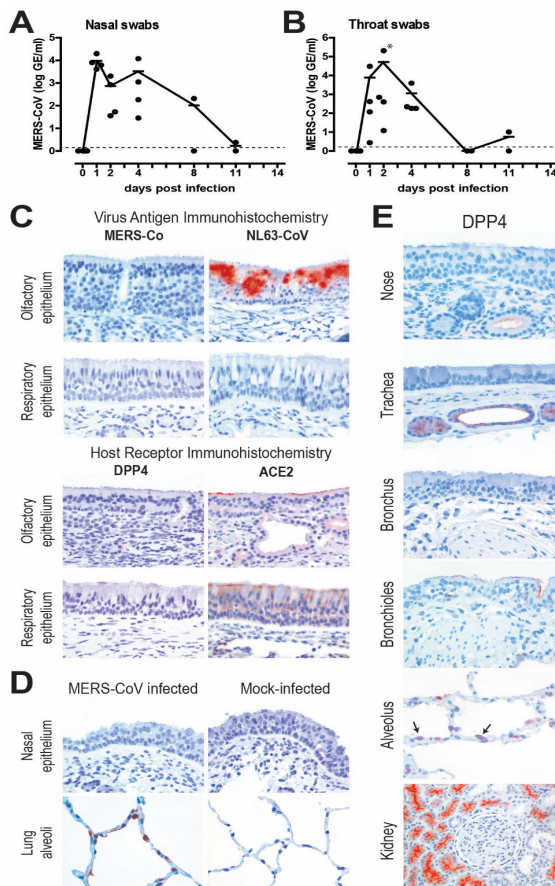 A
Nasal swabs
MERS-CoV (log GE/ml)
6
5
4
3
2
1
0
0 1 2 4 8 11 14
days post infection
B
Throat swabs
MERS-CoV (log GE/ml)
6
5
4
3
2
1
0
*
0 1 2 4 8 11 14
days post infection
C
Virus Antigen Immunohistochemistry
MERS-Co NL63-CoV
Olfactory
epithelium
Respiratory
epithelium
Host Receptor Immunohistochemistry
DPP4 ACE2
Olfactory
epithelium
Respiratory
epithelium
D
MERS-CoV infected Mock-infected
Nasal
epithelium
Lung
alveoli
E
DPP4
Nose
Trachea
Bronchus
Bronchioles
Alveolus
Kidney